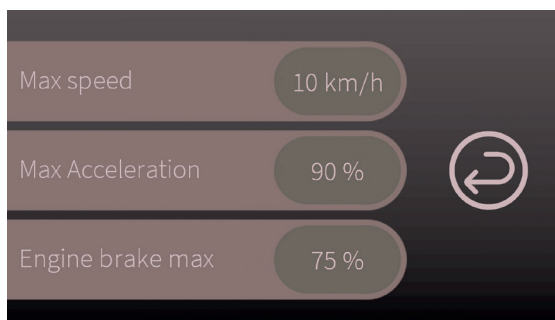 Max speed 10 km/h
Max Acceleration 90 %
Engine brake max 75 %